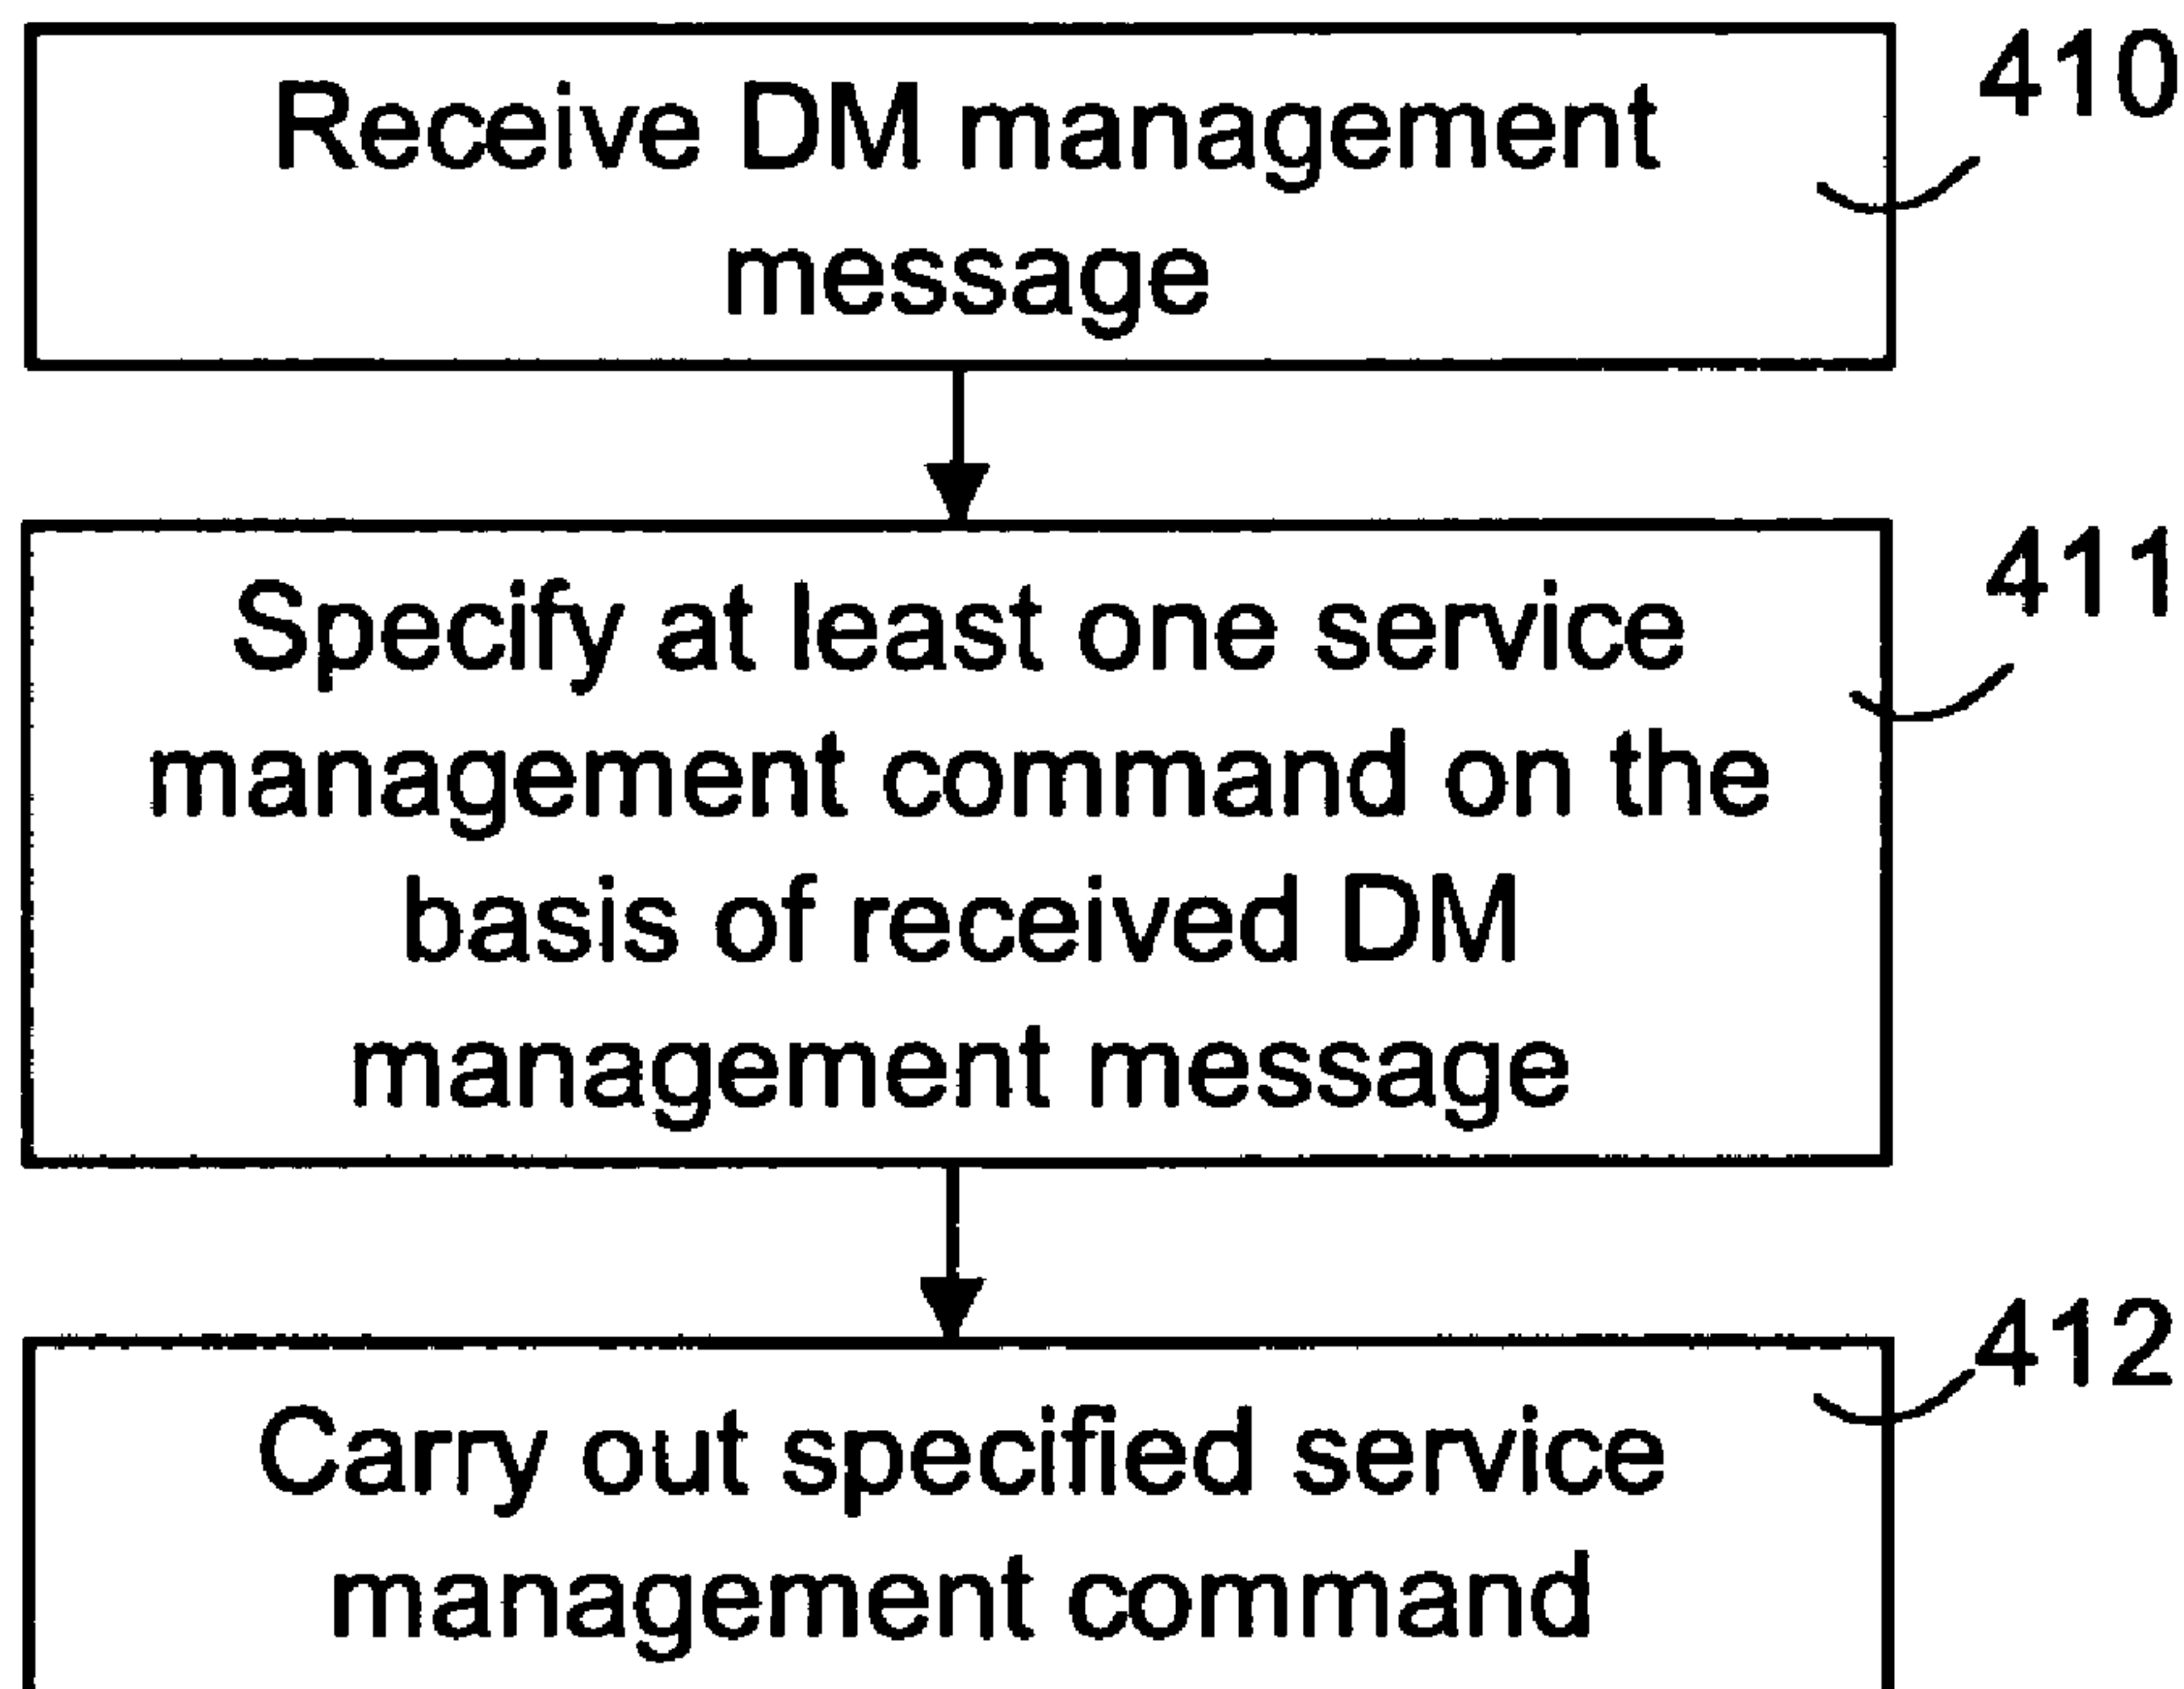 Receive DM management
message
410
Specify at least one service
management command on the
basis of received DM
management message
411
Carry out specified service
management command
412